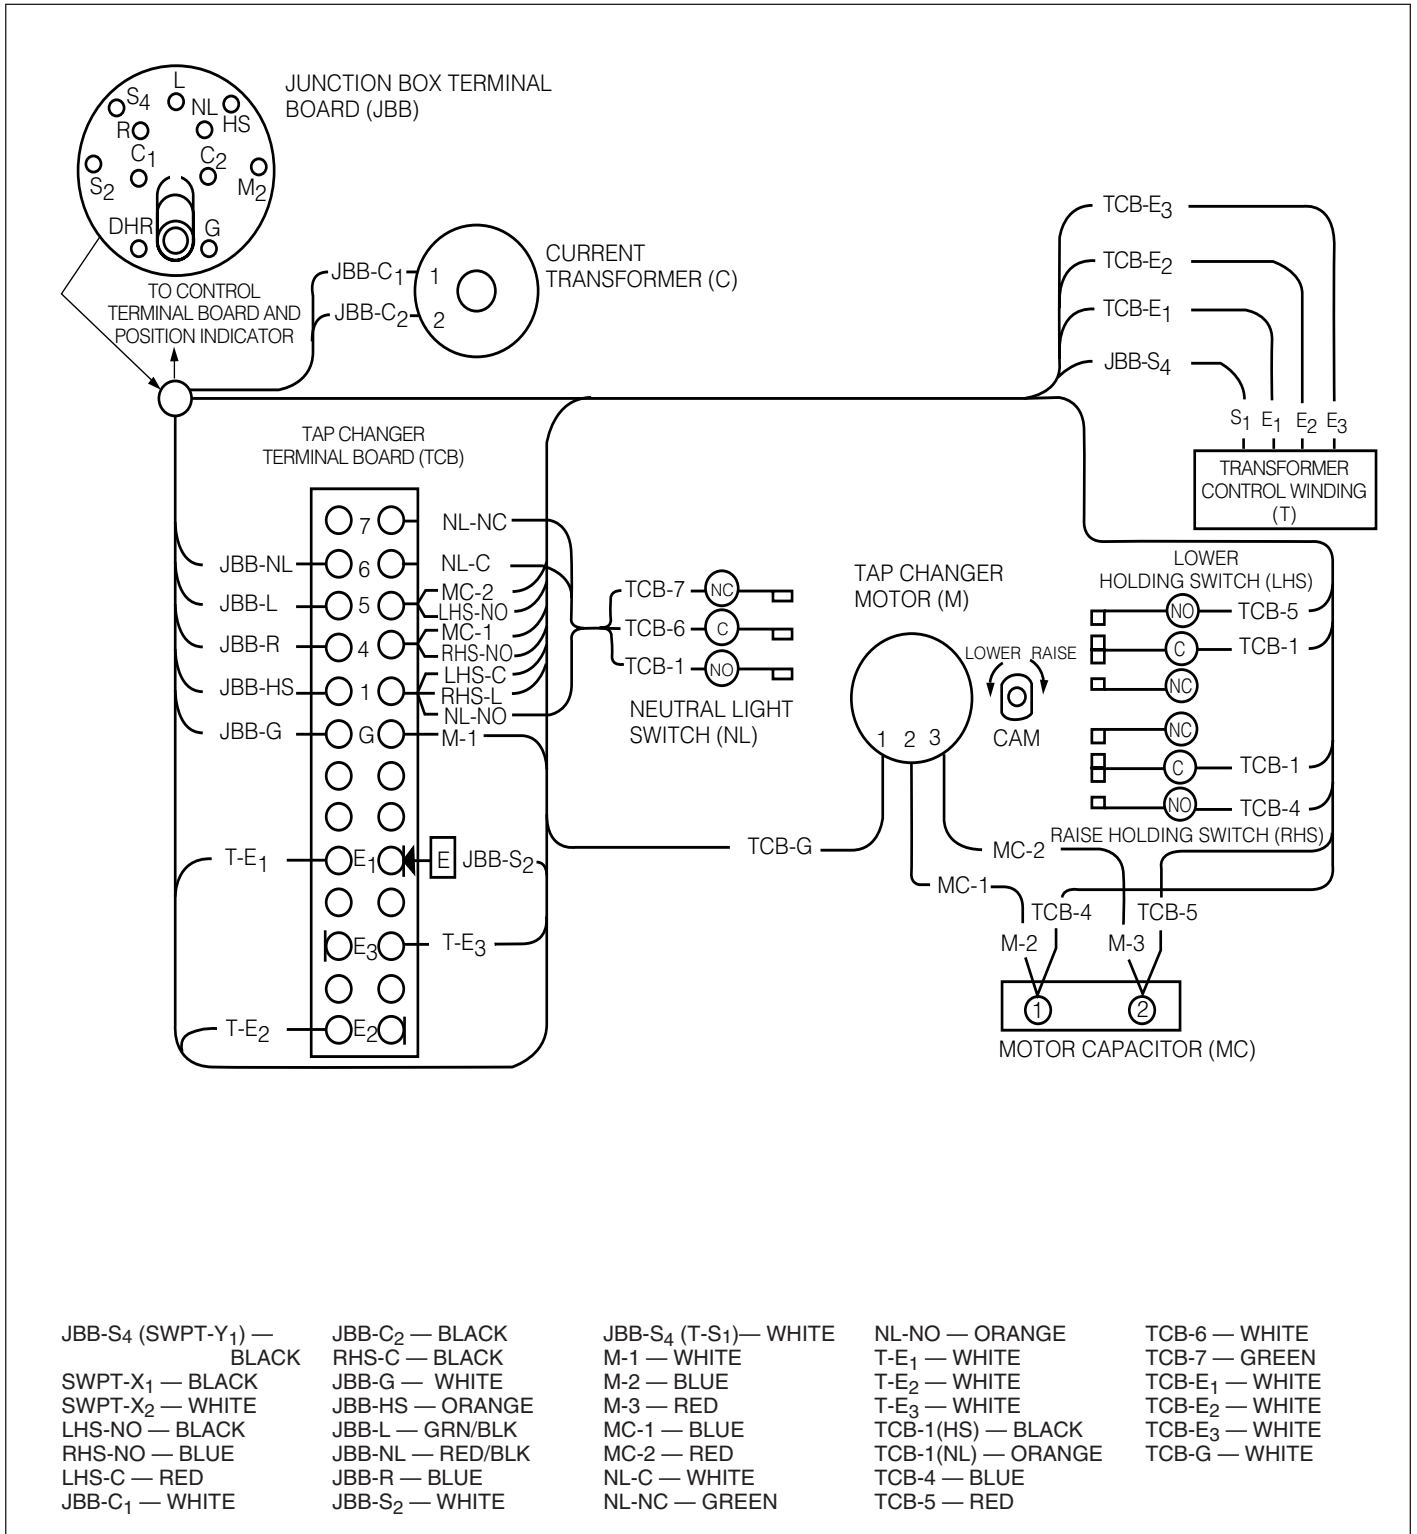 JUNCTION BOX TERMINAL
BOARD (JBB)
L
S4
NL
HS
R
C1
C2
S2
M2
DHR
G
TO CONTROL
TERMINAL BOARD AND
POSITION INDICATOR
JBB-C1
1
JBB-C2
2
CURRENT
TRANSFORMER (C)
TCB-E3
TCB-E2
TCB-E1
JBB-S4
S1
E1
E2
E3
TRANSFORMER
CONTROL WINDING
(T)
TAP CHANGER
TERMINAL BOARD (TCB)
7
NL-NC
JBB-NL
6
NL-C
JBB-L
5
MC-2
LHS-NO
JBB-R
4
MC-1
RHS-NO
JBB-HS
1
LHS-C
RHS-L
NL-NO
JBB-G
G
M-1
T-E1
E1
E
JBB-S2
E3
T-E3
T-E2
E2
TCB-7
NC
TCB-6
C
TCB-1
NO
NEUTRAL LIGHT
SWITCH (NL)
TAP CHANGER
MOTOR (M)
1
2
3
LOWER
RAISE
CAM
LOWER
HOLDING SWITCH (LHS)
NO
TCB-5
C
TCB-1
NC
NC
C
TCB-1
NO
TCB-4
RAISE HOLDING SWITCH (RHS)
TCB-G
MC-2
MC-1
TCB-4
TCB-5
M-2
M-3
1
2
MOTOR CAPACITOR (MC)
JBB-S4 (SWPT-Y1) —
BLACK
SWPT-X1 — BLACK
SWPT-X2 — WHITE
LHS-NO — BLACK
RHS-NO — BLUE
LHS-C — RED
JBB-C1 — WHITE
JBB-C2 — BLACK
RHS-C — BLACK
JBB-G — WHITE
JBB-HS — ORANGE
JBB-L — GRN/BLK
JBB-NL — RED/BLK
JBB-R — BLUE
JBB-S2 — WHITE
JBB-S4 (T-S1)— WHITE
M-1 — WHITE
M-2 — BLUE
M-3 — RED
MC-1 — BLUE
MC-2 — RED
NL-C — WHITE
NL-NC — GREEN
NL-NO — ORANGE
T-E1 — WHITE
T-E2 — WHITE
T-E3 — WHITE
TCB-1(HS) — BLACK
TCB-1(NL) — ORANGE
TCB-4 — BLUE
TCB-5 — RED
TCB-6 — WHITE
TCB-7 — GREEN
TCB-E1 — WHITE
TCB-E2 — WHITE
TCB-E3 — WHITE
TCB-G — WHITE